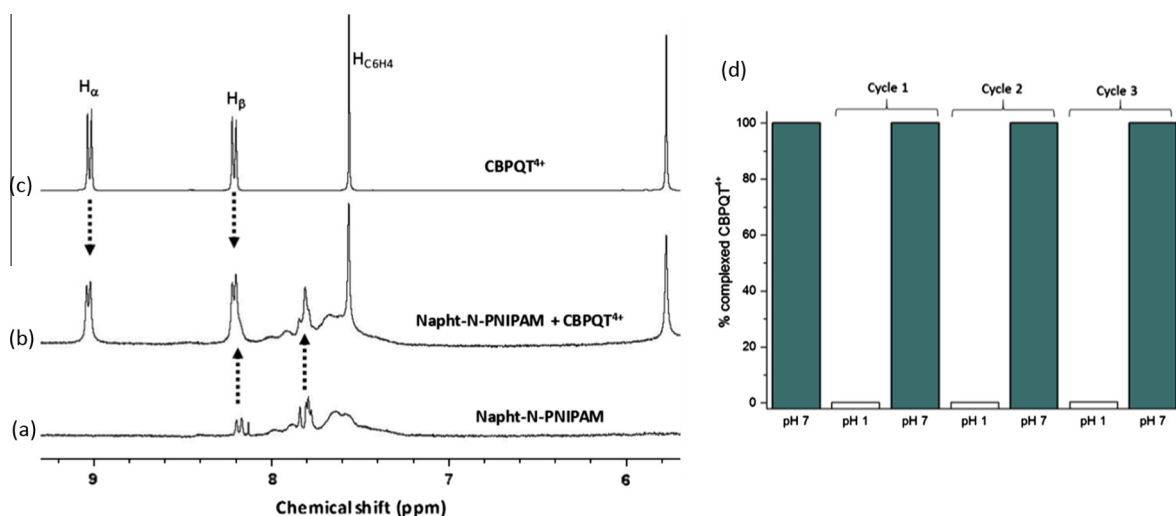 Hα
Hβ
HC6H4
(c)
CBPQT4+
(b)
Napht-N-PNIPAM + CBPQT4+
(a)
Napht-N-PNIPAM
9
8
7
6
Chemical shift (ppm)
(d)
Cycle 1
Cycle 2
Cycle 3
% complexed CBPQT4+
100
80
60
40
20
0
pH 7
pH 1
pH 7
pH 1
pH 7
pH 1
pH 7